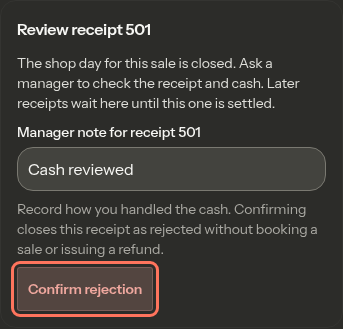 Review receipt 501
The shop day for this sale is closed. Ask a
manager to check the receipt and cash. Later
receipts wait here until this one is settled.
Manager note for receipt 501
Cash reviewed
Record how you handled the cash. Confirming
closes this receipt as rejected without booking a
sale or issuing a refund.
Confirm rejection